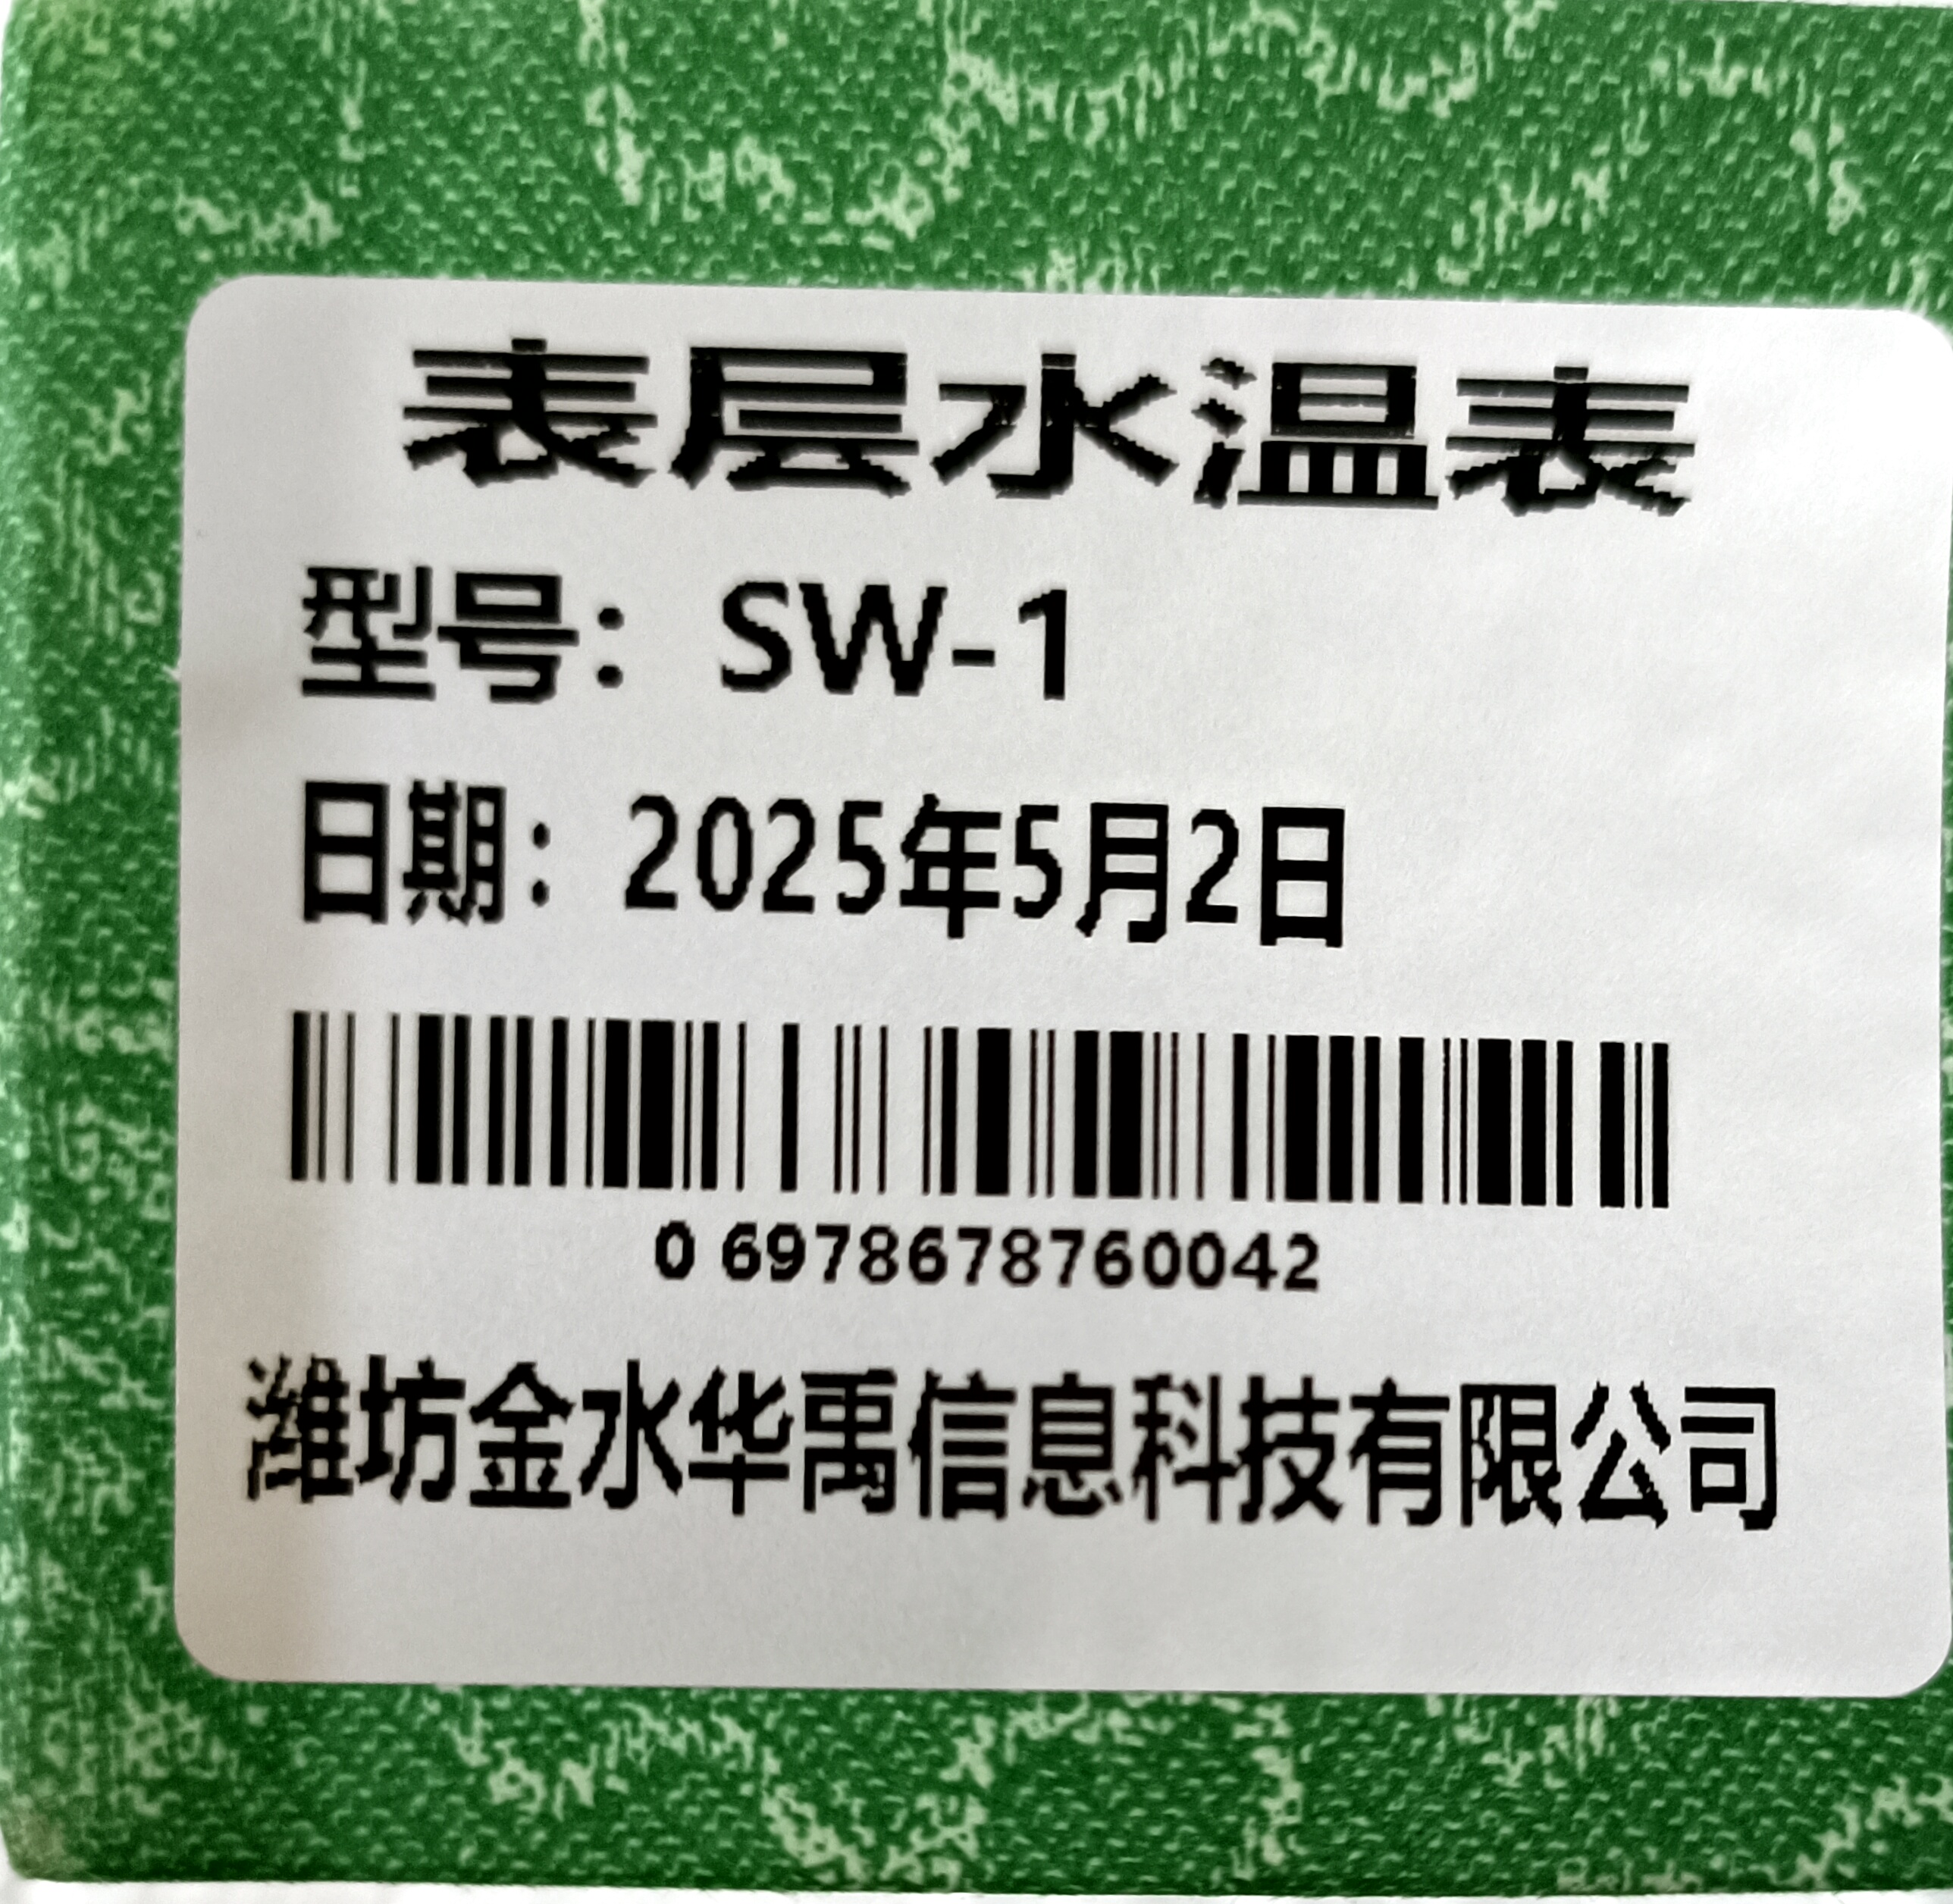 表层水温表
型号：SW-1
日期：2025年5月2日
0 6978678760042
潍坊金水华禹信息科技有限公司